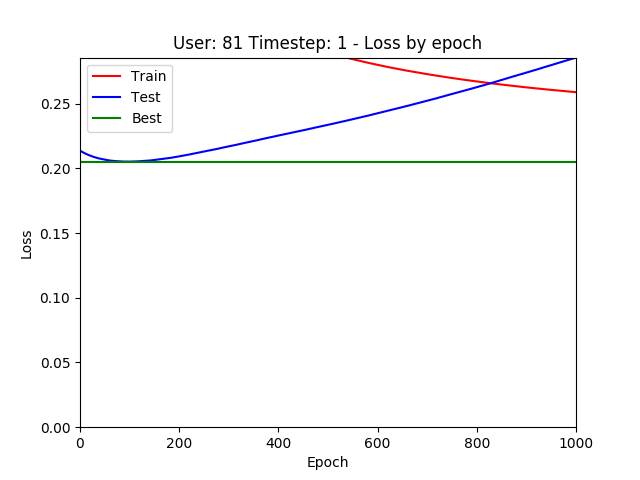 User: 81 Timestep: 1 - Loss by epoch
Train
Test
Best
0.25
0.20
0.15
0.10
0.05
0.00
Loss
0 200 400 600 800 1000
Epoch